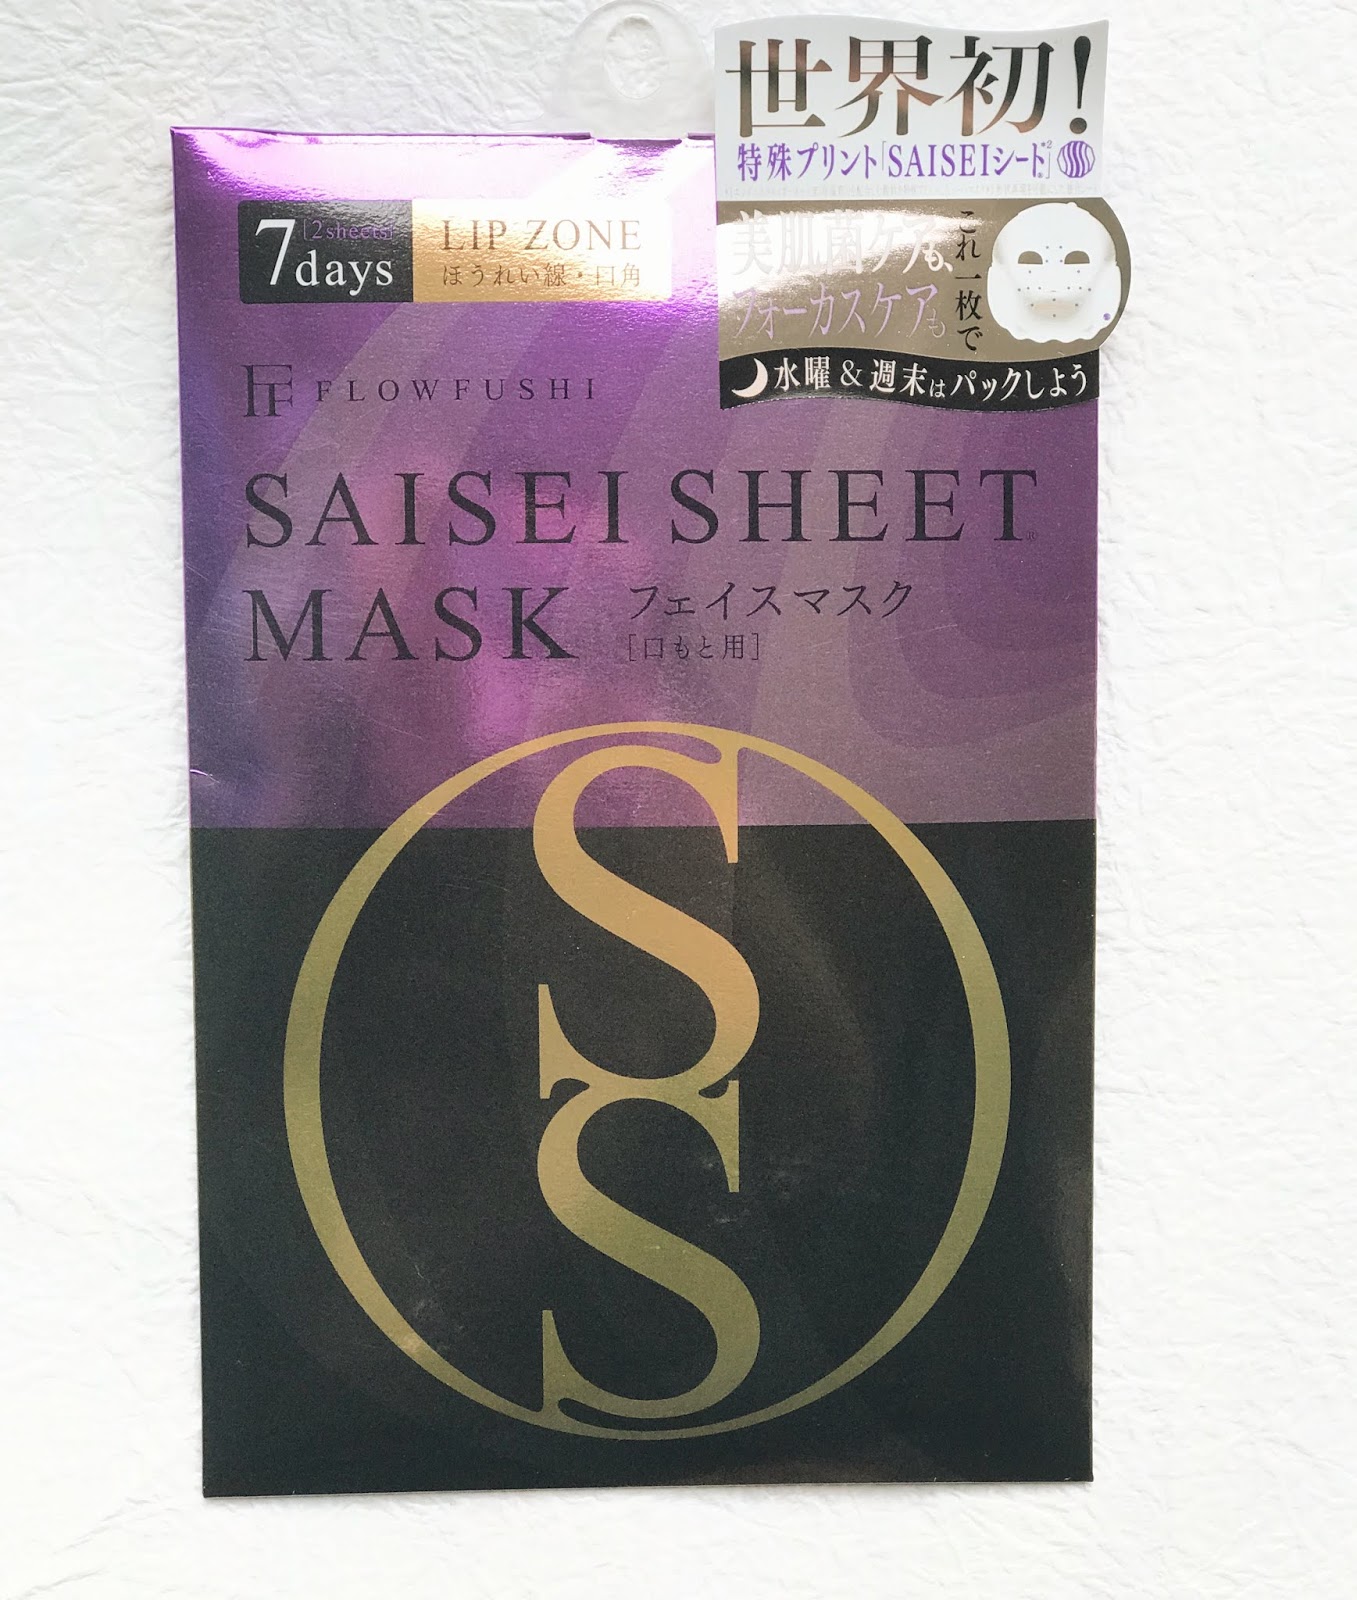 世界初！
特殊プリント「SAISEIシート®*2」
美肌菌ケアも、
フォーカスケアも
これ一枚で
水曜＆週末はパックしよう
7days
[2sheets]
LIP ZONE
ほうれい線・口角
FLOWFUSHI
SAISEI SHEET®
MASK フェイスマスク
[口もと用]